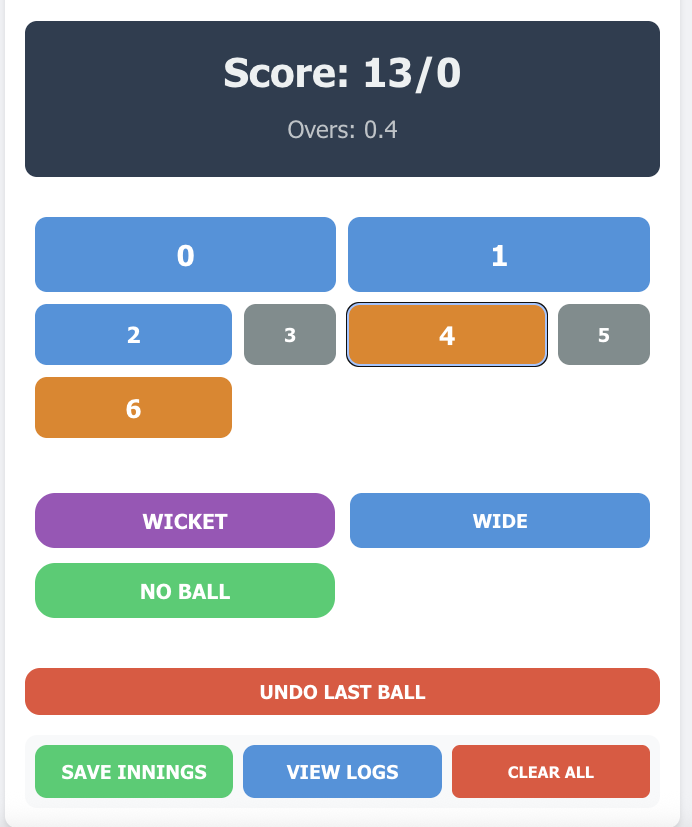 Score: 13/0
Overs: 0.4
0 1
2 3 4 5
6
WICKET WIDE
NO BALL
UNDO LAST BALL
SAVE INNINGS VIEW LOGS CLEAR ALL